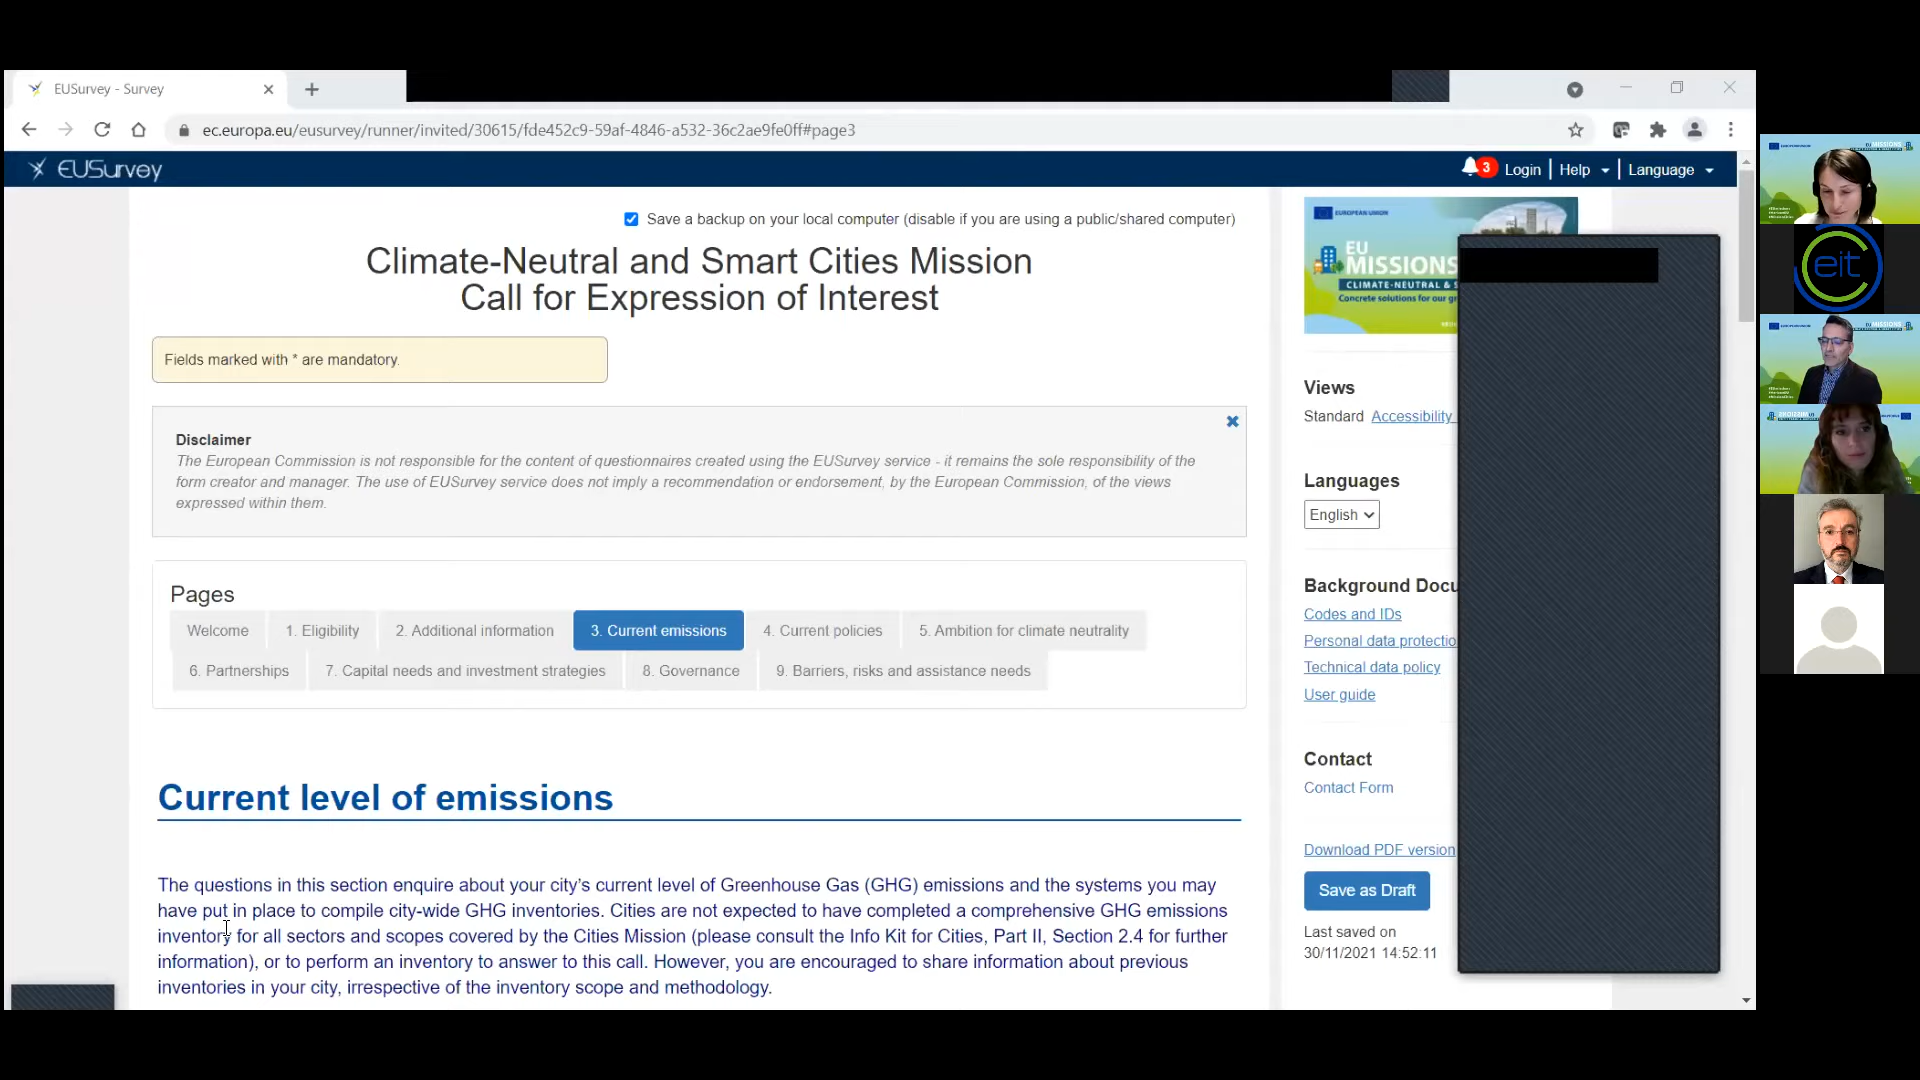 EUSurvey - Survey
ec.europa.eu/eusurvey/runner/invited/30615/fde452c9-59af-4846-a532-36c2ae9fe0ff#page3
EUSurvey
3 Login | Help | Language
Save a backup on your local computer (disable if you are using a public/shared computer)
Climate-Neutral and Smart Cities Mission
Call for Expression of Interest
Fields marked with * are mandatory.
Disclaimer
The European Commission is not responsible for the content of questionnaires created using the EUSurvey service - it remains the sole responsibility of the
form creator and manager. The use of EUSurvey service does not imply a recommendation or endorsement, by the European Commission, of the views
expressed within them.
Pages
Welcome
1. Eligibility
2. Additional information
3. Current emissions
4. Current policies
5. Ambition for climate neutrality
6. Partnerships
7. Capital needs and investment strategies
8. Governance
9. Barriers, risks and assistance needs
Current level of emissions
The questions in this section enquire about your city's current level of Greenhouse Gas (GHG) emissions and the systems you may
have put in place to compile city-wide GHG inventories. Cities are not expected to have completed a comprehensive GHG emissions
inventory for all sectors and scopes covered by the Cities Mission (please consult the Info Kit for Cities, Part II, Section 2.4 for further
information), or to perform an inventory to answer to this call. However, you are encouraged to share information about previous
inventories in your city, irrespective of the inventory scope and methodology.
EUROPEAN UNION
EU
MISSIONS
CLIMATE-NEUTRAL & S
Concrete solutions for our gr
Views
Standard Accessibility
Languages
English
Background Docu
Codes and IDs
Personal data protectio
Technical data policy
User guide
Contact
Contact Form
Download PDF version
Save as Draft
Last saved on
30/11/2021 14:52:11
MISSIONS
eit